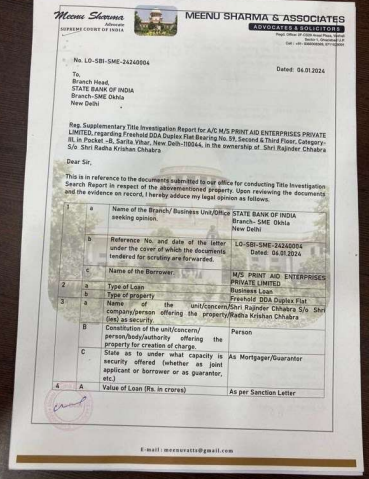 Meenu Sharma
Advocate
SUPREME COURT OF INDIA
MEENU SHARMA & ASSOCIATES
ADVOCATES & SOLICITORS
No. LO-SBI-SME-24240004
Dated: 06.01.2024
To,
Branch Head,
STATE BANK OF INDIA
Branch-SME Okhla
New Delhi
Reg. Supplementary Title Investigation Report for A/C M/S PRINT AID ENTERPRISES PRIVATE
LIMITED, regarding Freehold DDA Duplex Flat Bearing No. 59, Second & Third Floor, Category-
III, in Pocket -B, Sarita Vihar, New Delhi-110044, in the ownership of Shri Rajinder Chhabra
S/o Shri Radha Krishan Chhabra
Dear Sir,
This is in reference to the documents submitted to our office for conducting Title Investigation
Search Report in respect of the abovementioned property. Upon reviewing the documents
and the evidence on record, I hereby adduce my legal opinion as follows.
1 a Name of the Branch/ Business Unit/Office seeking opinion. STATE BANK OF INDIA
Branch- SME Okhla
New Delhi
b Reference No. and date of the letter under the cover of which the documents tendered for scrutiny are forwarded. LO-SBI-SME-24240004
Dated: 06.01.2024
c Name of the Borrower. M/S PRINT AID ENTERPRISES
PRIVATE LIMITED
2 a Type of Loan Business Loan
b Type of property Freehold DDA Duplex Flat
3 a Name of the unit/concern/ company/person offering the property/ (ies) as security Shri Rajinder Chhabra S/o Shri
Radha Krishan Chhabra
B Constitution of the unit/concern/ person/body/authority offering the property for creation of charge. Person
C State as to under what capacity is security offered (whether as joint applicant or borrower or as guarantor, etc.) As Mortgager/Guarantor
4 A Value of Loan (Rs. in crores) As per Sanction Letter
E-mail : meenuvatts@gmail.com